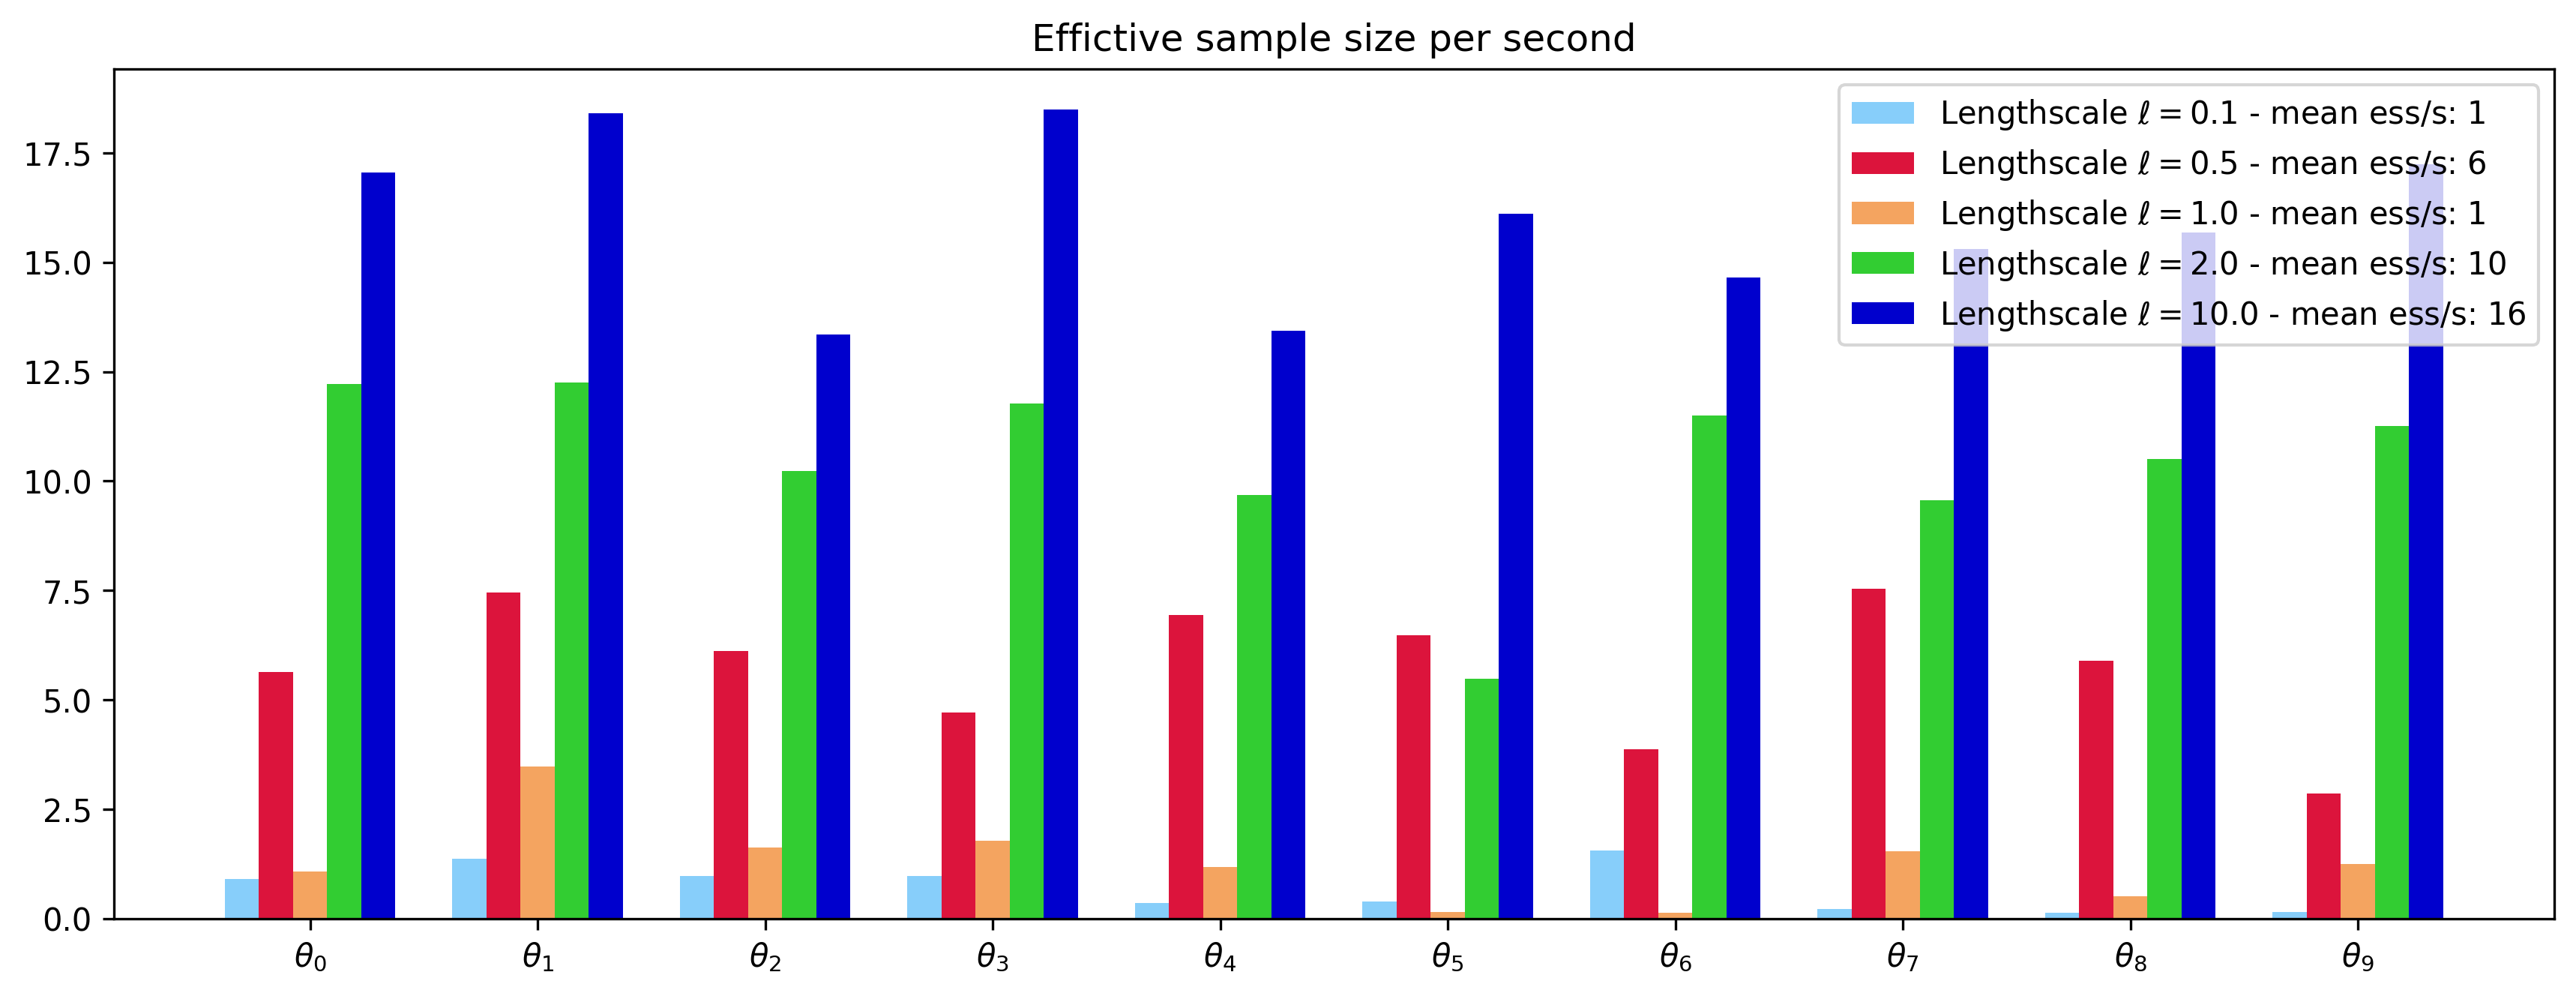 Effictive sample size per second
Lengthscale ℓ = 0.1 - mean ess/s: 1
Lengthscale ℓ = 0.5 - mean ess/s: 6
Lengthscale ℓ = 1.0 - mean ess/s: 1
Lengthscale ℓ = 2.0 - mean ess/s: 10
Lengthscale ℓ = 10.0 - mean ess/s: 16
17.5
15.0
12.5
10.0
7.5
5.0
2.5
0.0
θ₀ θ₁ θ₂ θ₃ θ₄ θ₅ θ₆ θ₇ θ₈ θ₉